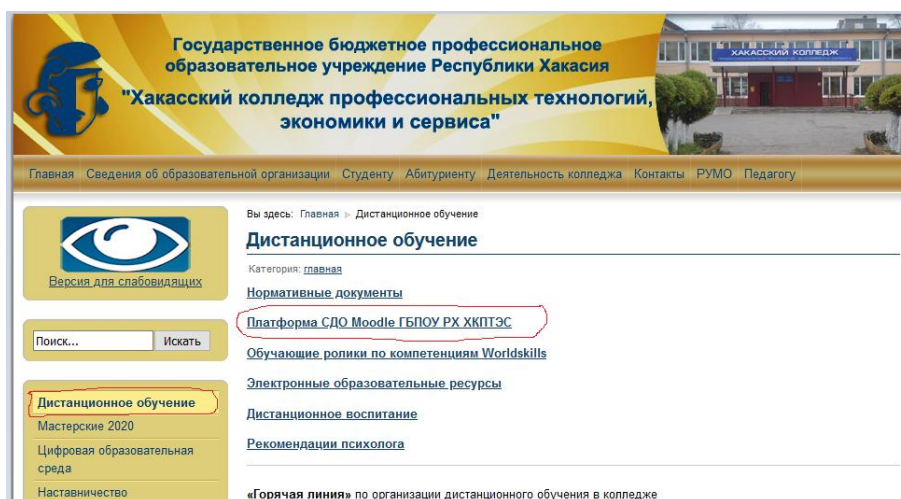 Государственное бюджетное профессиональное
образовательное учреждение Республики Хакасия
"Хакасский колледж профессиональных технологий,
экономики и сервиса"
ХАКАССКИЙ КОЛЛЕДЖ
Главная Сведения об образовательной организации Студенту Абитуриенту Деятельность колледжа Контакты РУМО Педагогу
Версия для слабовидящих
Поиск... Искать
Дистанционное обучение
Мастерские 2020
Цифровая образовательная
среда
Наставничество
Вы здесь: Главная Дистанционное обучение
Дистанционное обучение
Категория: главная
Нормативные документы
Платформа СДО Moodle ГБПОУ РХ ХКПТЭС
Обучающие ролики по компетенциям Worldskills
Электронные образовательные ресурсы
Дистанционное воспитание
Рекомендации психолога
«Горячая линия» по организации дистанционного обучения в колледже